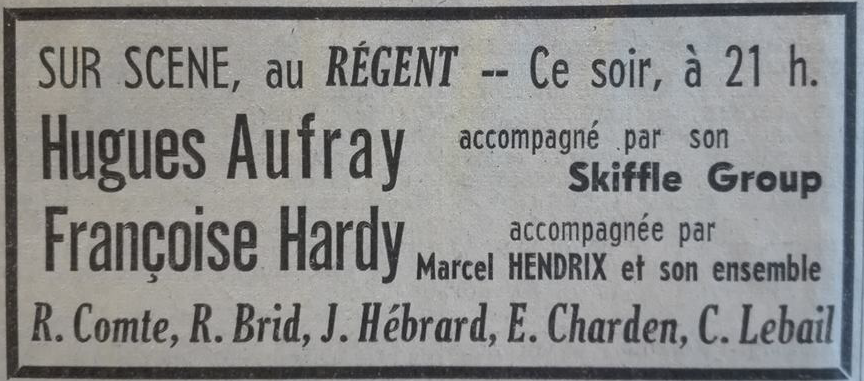 SUR SCENE, au RÉGENT -- Ce soir, à 21 h.
Hugues Aufray accompagné par son
Skiffle Group
Françoise Hardy accompagnée par
Marcel HENDRIX et son ensemble
R. Comte, R. Brid, J. Hébrard, E. Charden, C. Lebail